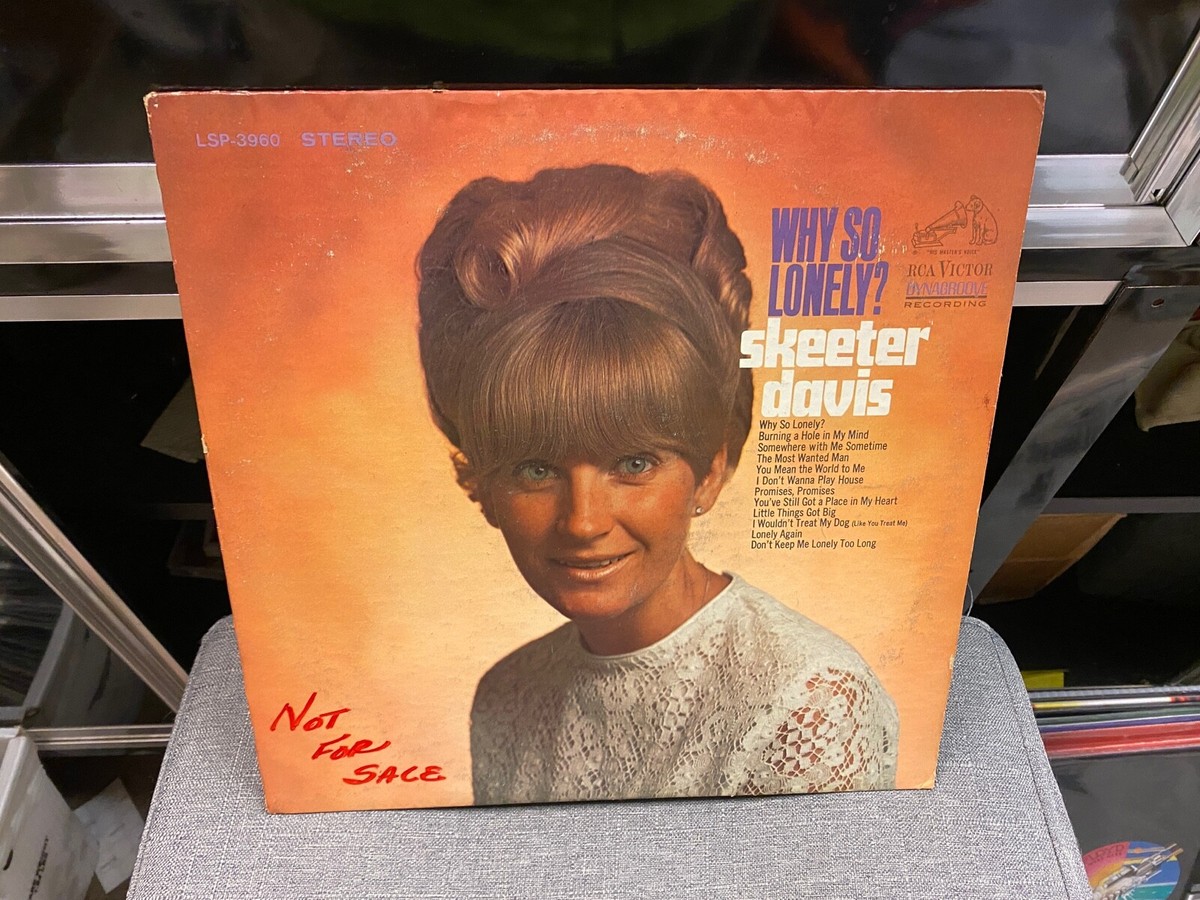 LSP-3960 STEREO
WHY SO
LONELY?
"HIS MASTER'S VOICE"
RCA VICTOR
DYNAGROOVE
RECORDING
skeeter
davis
Why So Lonely?
Burning a Hole in My Mind
Somewhere with Me Sometime
The Most Wanted Man
You Mean the World to Me
I Don't Wanna Play House
Promises, Promises
You've Still Got a Place in My Heart
Little Things Got Big
I Wouldn't Treat My Dog (Like You Treat Me)
Lonely Again
Don't Keep Me Lonely Too Long
NOT
FOR
SALE